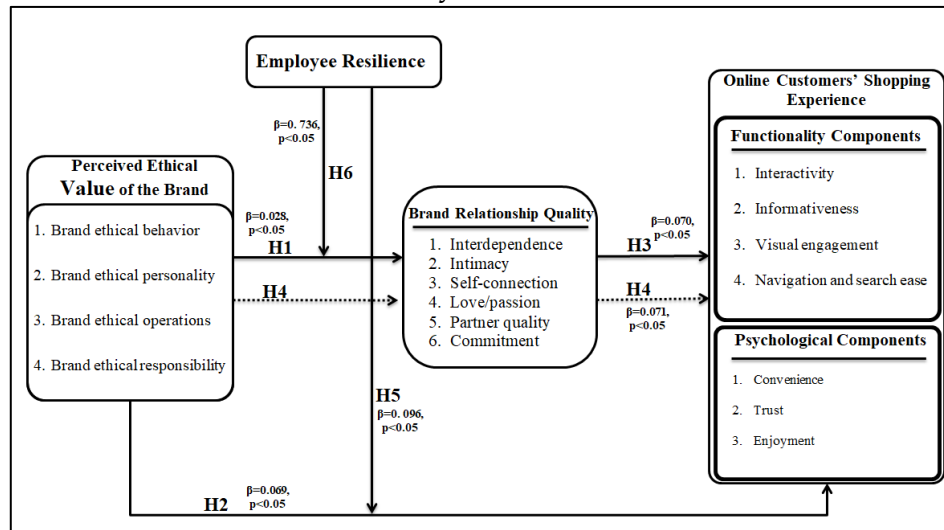 Employee Resilience
β=0. 736,
p<0.05
H6
Perceived Ethical
Value of the Brand
1. Brand ethical behavior
2. Brand ethical personality
3. Brand ethical operations
4. Brand ethical responsibility
β=0.028,
p<0.05
H1
H4
Brand Relationship Quality
1. Interdependence
2. Intimacy
3. Self-connection
4. Love/passion
5. Partner quality
6. Commitment
β=0.070,
p<0.05
H3
H4
β=0.071,
p<0.05
H5
β=0. 096,
p<0.05
H2
β=0.069,
p<0.05
Online Customers’ Shopping
Experience
Functionality Components
1. Interactivity
2. Informativeness
3. Visual engagement
4. Navigation and search ease
Psychological Components
1. Convenience
2. Trust
3. Enjoyment